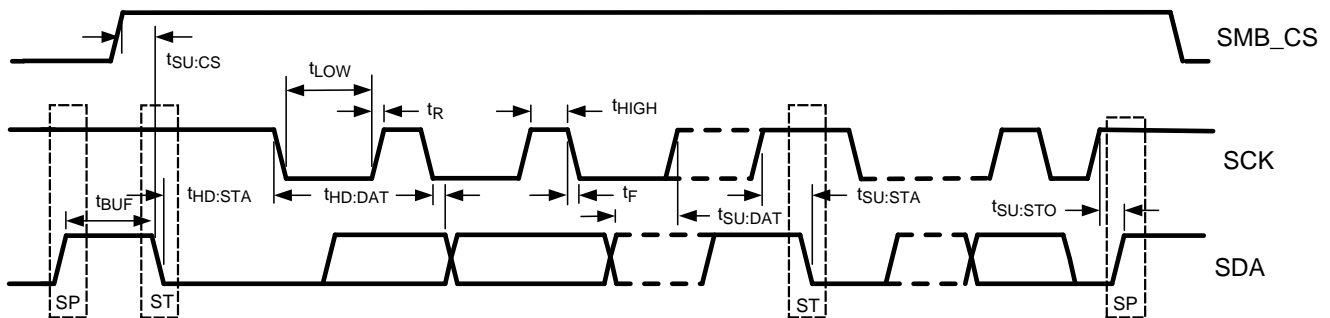 SMB_CS
tSU:CS
tLOW
tR
tHIGH
SCK
tBUF
tHD:STA
tHD:DAT
tF
tSU:DAT
tSU:STA
tSU:STO
SDA
SP
ST
ST
SP